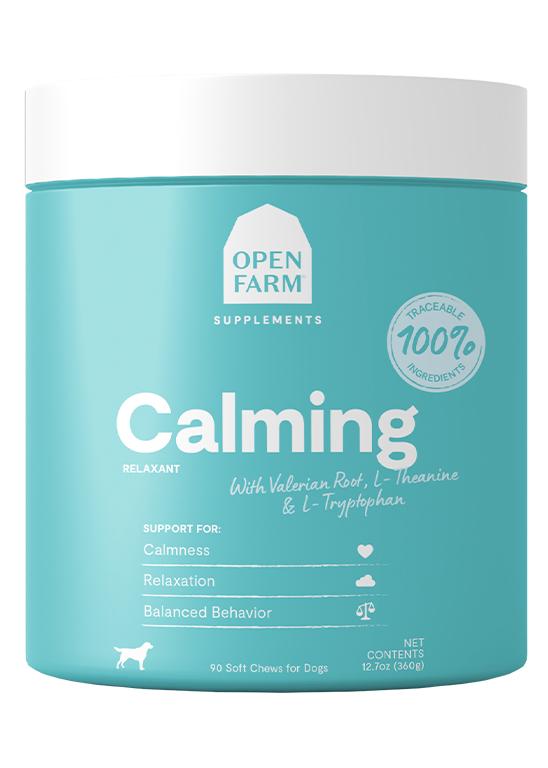 OPEN
FARM
SUPPLEMENTS
TRACEABLE
100%
INGREDIENTS
Calming
RELAXANT
With Valerian Root, L-Theanine
& L-Tryptophan
SUPPORT FOR:
Calmness
Relaxation
Balanced Behavior
90 Soft Chews for Dogs
NET
CONTENTS
12.7oz (360g)